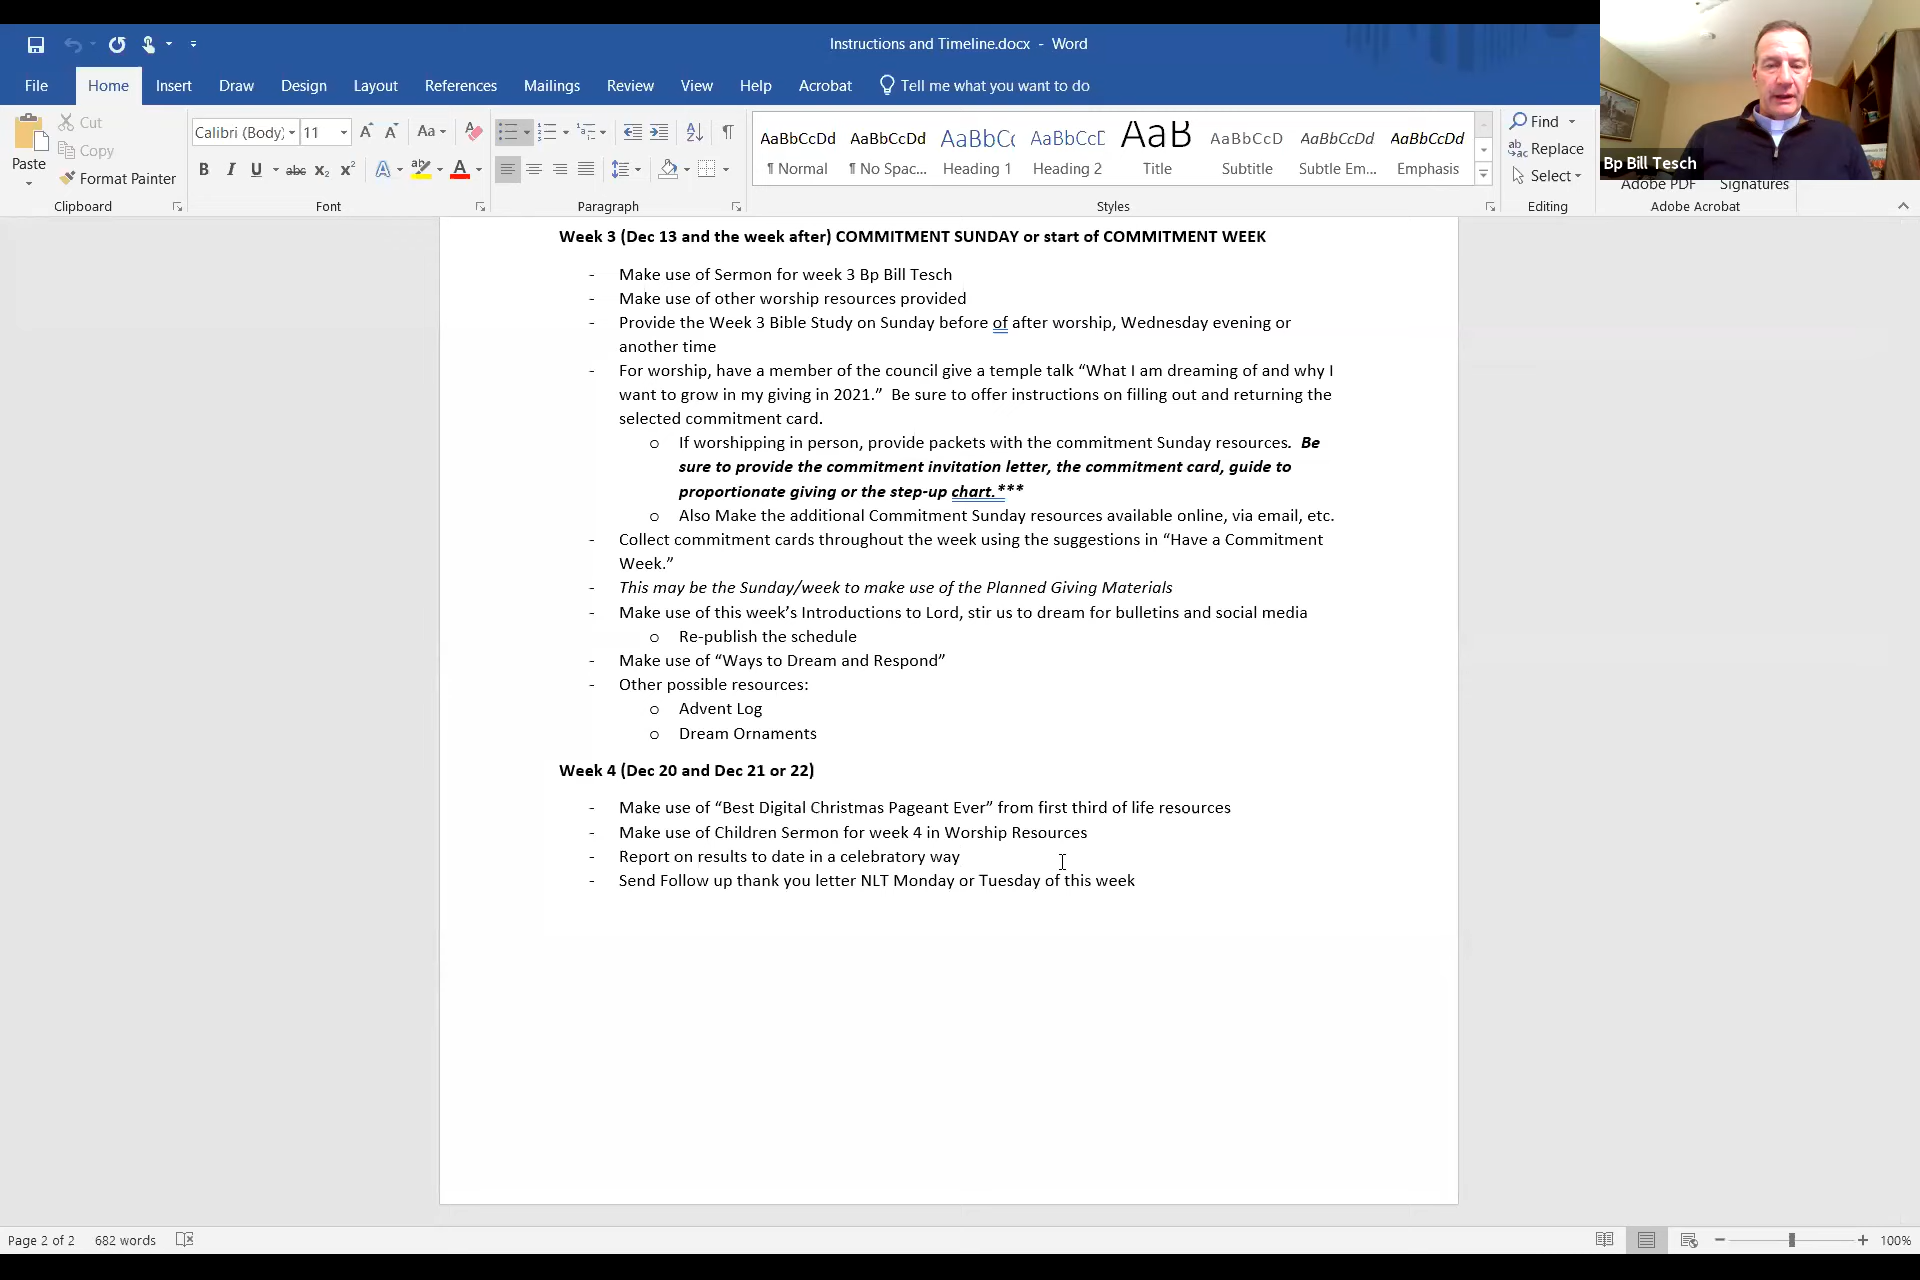 Instructions and Timeline.docx - Word
File Home Insert Draw Design Layout References Mailings Review View Help Acrobat Tell me what you want to do
Paste
Cut
Copy
Format Painter
Clipboard
Calibri (Body) 11
Aa
B I U abc x₂ x² A ab A
Font
Paragraph
AaBbCcDd AaBbCcDd AaBbCc AaBbCcC AaB AaBbCcD AaBbCcDd AaBbCcDd
¶ Normal ¶ No Spac... Heading 1 Heading 2 Title Subtitle Subtle Em... Emphasis
Styles
Find
Replace
Select
Editing
Adobe PDF Signatures
Adobe Acrobat
Bp Bill Tesch
Week 3 (Dec 13 and the week after) COMMITMENT SUNDAY or start of COMMITMENT WEEK
- Make use of Sermon for week 3 Bp Bill Tesch
- Make use of other worship resources provided
- Provide the Week 3 Bible Study on Sunday before of after worship, Wednesday evening or
another time
- For worship, have a member of the council give a temple talk “What I am dreaming of and why I
want to grow in my giving in 2021.” Be sure to offer instructions on filling out and returning the
selected commitment card.
o If worshipping in person, provide packets with the commitment Sunday resources. Be
sure to provide the commitment invitation letter, the commitment card, guide to
proportionate giving or the step-up chart.***
o Also Make the additional Commitment Sunday resources available online, via email, etc.
- Collect commitment cards throughout the week using the suggestions in “Have a Commitment
Week.”
- This may be the Sunday/week to make use of the Planned Giving Materials
- Make use of this week’s Introductions to Lord, stir us to dream for bulletins and social media
o Re-publish the schedule
- Make use of “Ways to Dream and Respond”
- Other possible resources:
o Advent Log
o Dream Ornaments
Week 4 (Dec 20 and Dec 21 or 22)
- Make use of “Best Digital Christmas Pageant Ever” from first third of life resources
- Make use of Children Sermon for week 4 in Worship Resources
- Report on results to date in a celebratory way
- Send Follow up thank you letter NLT Monday or Tuesday of this week
Page 2 of 2 682 words
100%